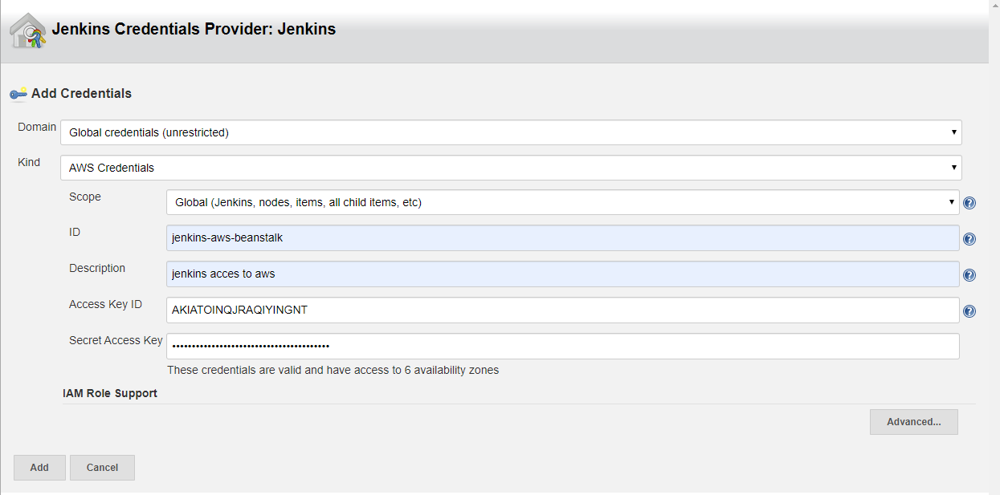 Jenkins Credentials Provider: Jenkins
Add Credentials
Domain
Global credentials (unrestricted)
Kind
AWS Credentials
Scope
Global (Jenkins, nodes, items, all child items, etc)
ID
jenkins-aws-beanstalk
Description
jenkins acces to aws
Access Key ID
AKIATOINQJRAQIYINGNT
Secret Access Key
••••••••••••••••••••••••••••••••••••••••
These credentials are valid and have access to 6 availability zones
IAM Role Support
Advanced...
Add
Cancel